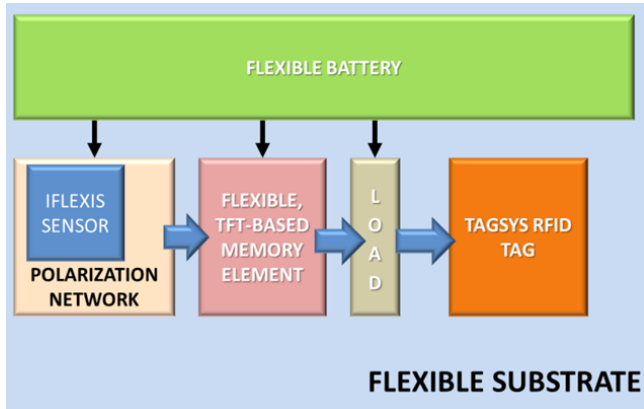 FLEXIBLE BATTERY
IFLEXIS
SENSOR
POLARIZATION
NETWORK
FLEXIBLE,
TFT-BASED
MEMORY
ELEMENT
L
O
A
D
TAGSYS RFID
TAG
FLEXIBLE SUBSTRATE